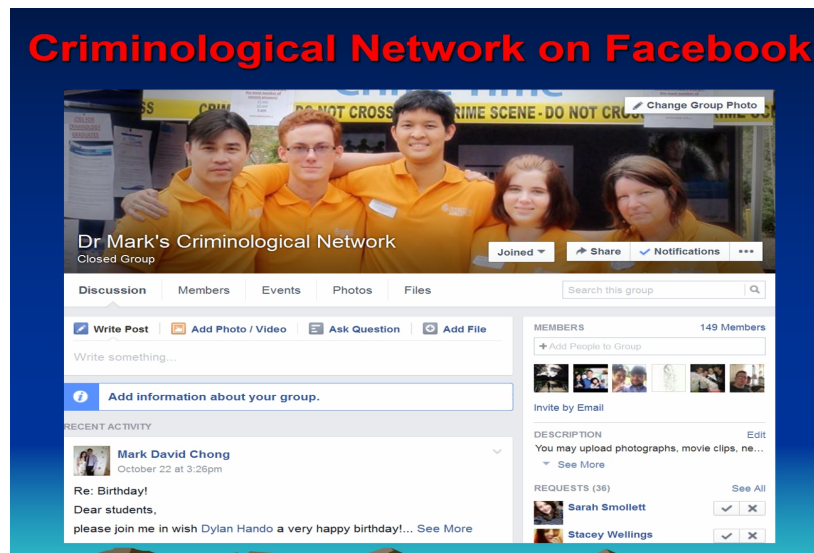 Criminological Network on Facebook
CRIME SCENE - DO NOT CROSS
Change Group Photo
Dr Mark's Criminological Network
Closed Group
Joined
Share
Notifications
Discussion Members Events Photos Files
Search this group
Write Post Add Photo / Video Ask Question Add File
Write something...
MEMBERS 149 Members
+ Add People to Group
Invite by Email
Add information about your group.
DESCRIPTION Edit
You may upload photographs, movie clips, ne...
See More
RECENT ACTIVITY
Mark David Chong
October 22 at 3:26pm
Re: Birthday!
Dear students,
please join me in wish Dylan Hando a very happy birthday!... See More
REQUESTS (36) See All
Sarah Smollett
Stacey Wellings